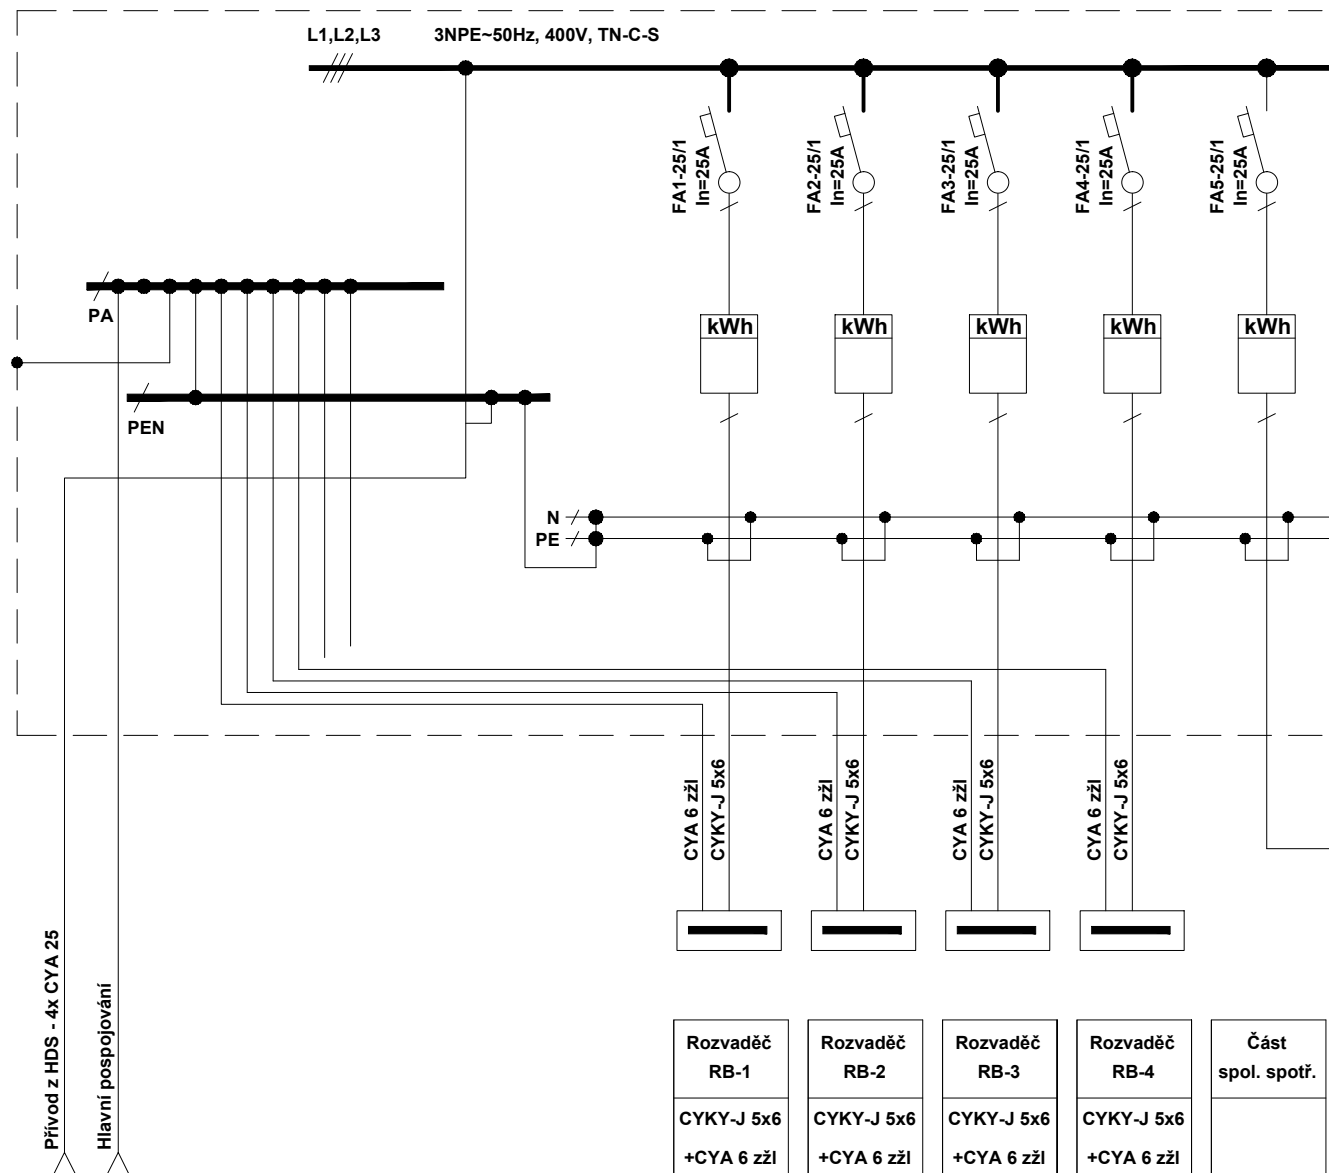 L1,L2,L3
3NPE~50Hz, 400V, TN-C-S
FA1-25/1
In=25A
FA2-25/1
In=25A
FA3-25/1
In=25A
FA4-25/1
In=25A
FA5-25/1
In=25A
PA
kWh
kWh
kWh
kWh
kWh
PEN
N
PE
CYA 6 zžl
CYKY-J 5x6
CYA 6 zžl
CYKY-J 5x6
CYA 6 zžl
CYKY-J 5x6
CYA 6 zžl
CYKY-J 5x6
Přívod z HDS - 4x CYA 25
Hlavní pospojování
Rozvaděč
RB-1
CYKY-J 5x6
+CYA 6 zžl
Rozvaděč
RB-2
CYKY-J 5x6
+CYA 6 zžl
Rozvaděč
RB-3
CYKY-J 5x6
+CYA 6 zžl
Rozvaděč
RB-4
CYKY-J 5x6
+CYA 6 zžl
Část
spol. spotř.